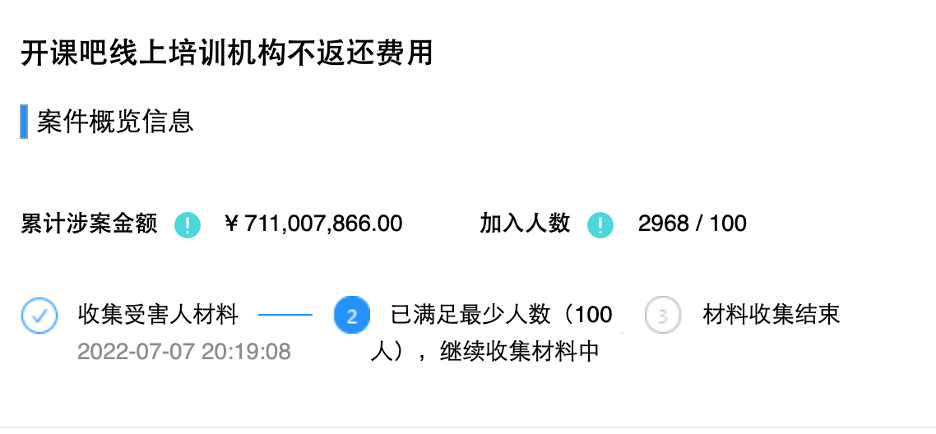 开课吧线上培训机构不返还费用
案件概览信息
累计涉案金额 ! ¥ 711,007,866.00 加入人数 ! 2968 / 100
收集受害人材料 2 已满足最少人数（100 3 材料收集结束
2022-07-07 20:19:08 人），继续收集材料中